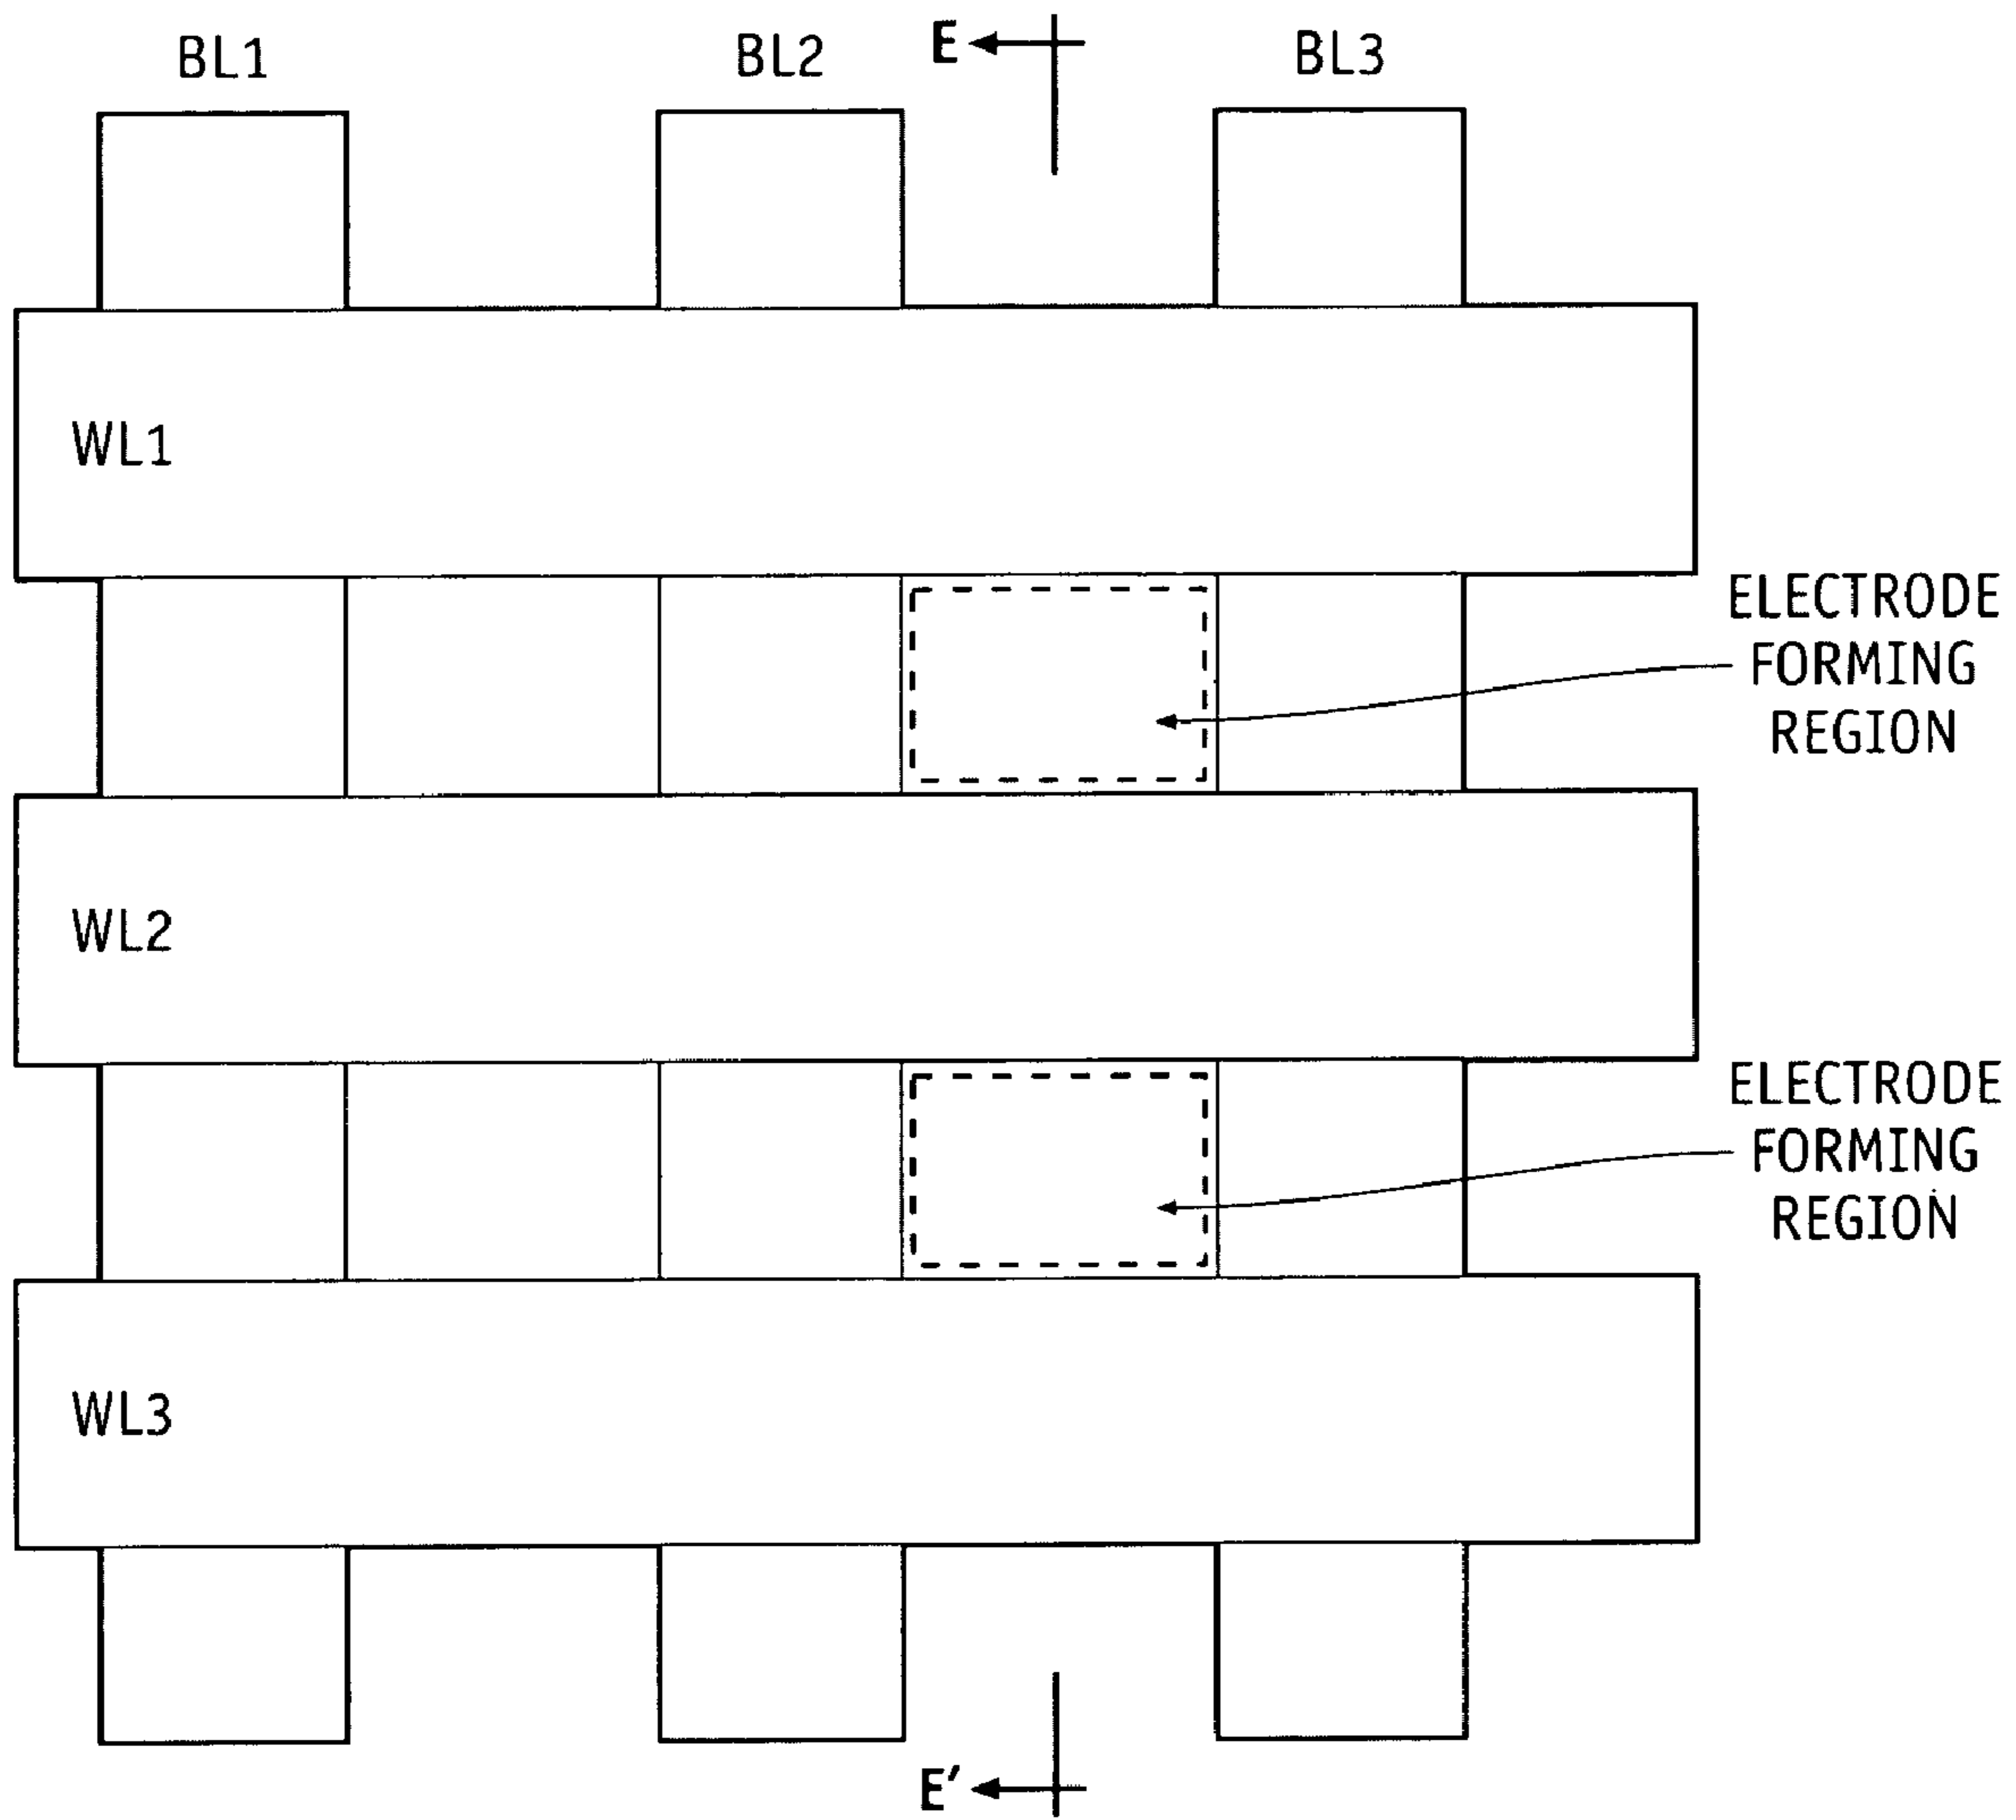 BL1
BL2
E
BL3
WL1
ELECTRODE
FORMING
REGION
WL2
ELECTRODE
FORMING
REGION
WL3
E'